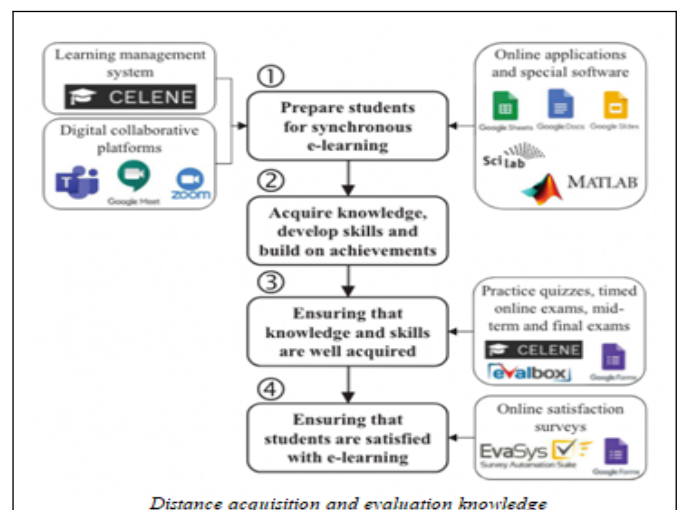 Learning management
system
CELENE
Digital collaborative
platforms
Google Meet
zoom
①
Prepare students
for synchronous
e-learning
Online applications
and special software
Google Sheets Google Docs Google Slides
Scilab
MATLAB
②
Acquire knowledge,
develop skills and
build on achievements
③
Ensuring that
knowledge and skills
are well acquired
Practice quizzes, timed
online exams, mid-
term and final exams
CELENE
evalbox
Google Forms
④
Ensuring that
students are satisfied
with e-learning
Online satisfaction
surveys
EvaSys
Survey Automation Suite
Google Forms
Distance acquisition and evaluation knowledge